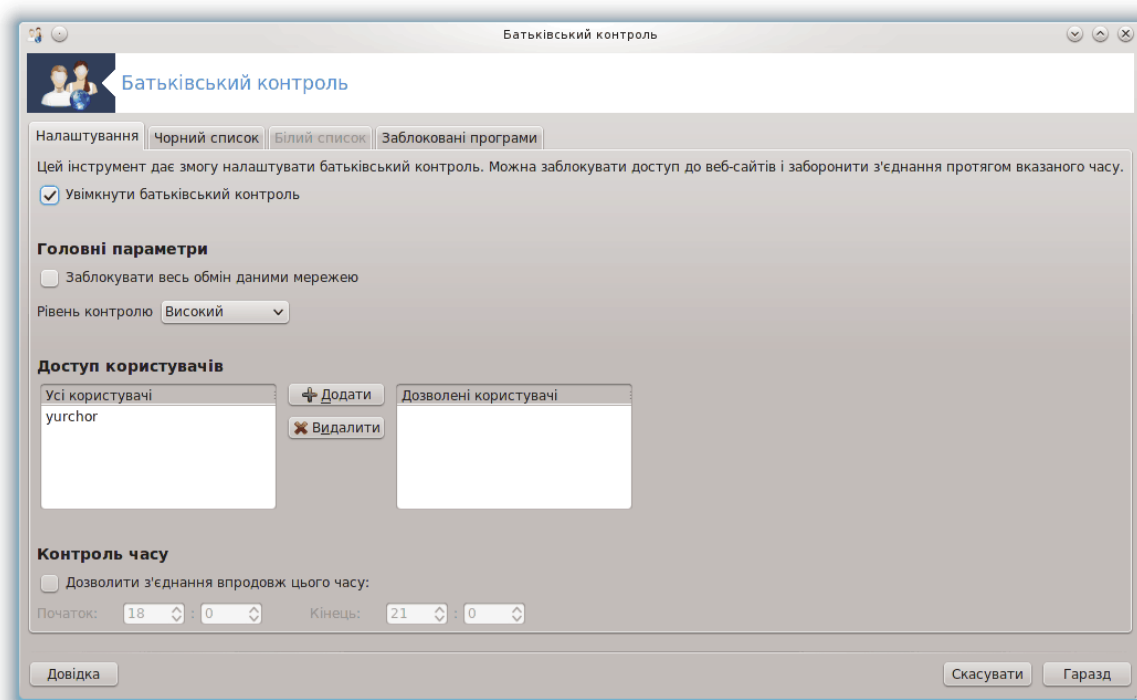 Батьківський контроль
Батьківський контроль
Налаштування Чорний список Білий список Заблоковані програми
Цей інструмент дає змогу налаштувати батьківський контроль. Можна заблокувати доступ до веб-сайтів і заборонити з'єднання протягом вказаного часу.
Увімкнути батьківський контроль
Головні параметри
Заблокувати весь обмін даними мережею
Рівень контролю Високий
Доступ користувачів
Усі користувачі Додати Дозволені користувачі
yurchor Видалити
Контроль часу
Дозволити з'єднання впродовж цього часу:
Початок: 18 : 0 Кінець: 21 : 0
Довідка Скасувати Гаразд